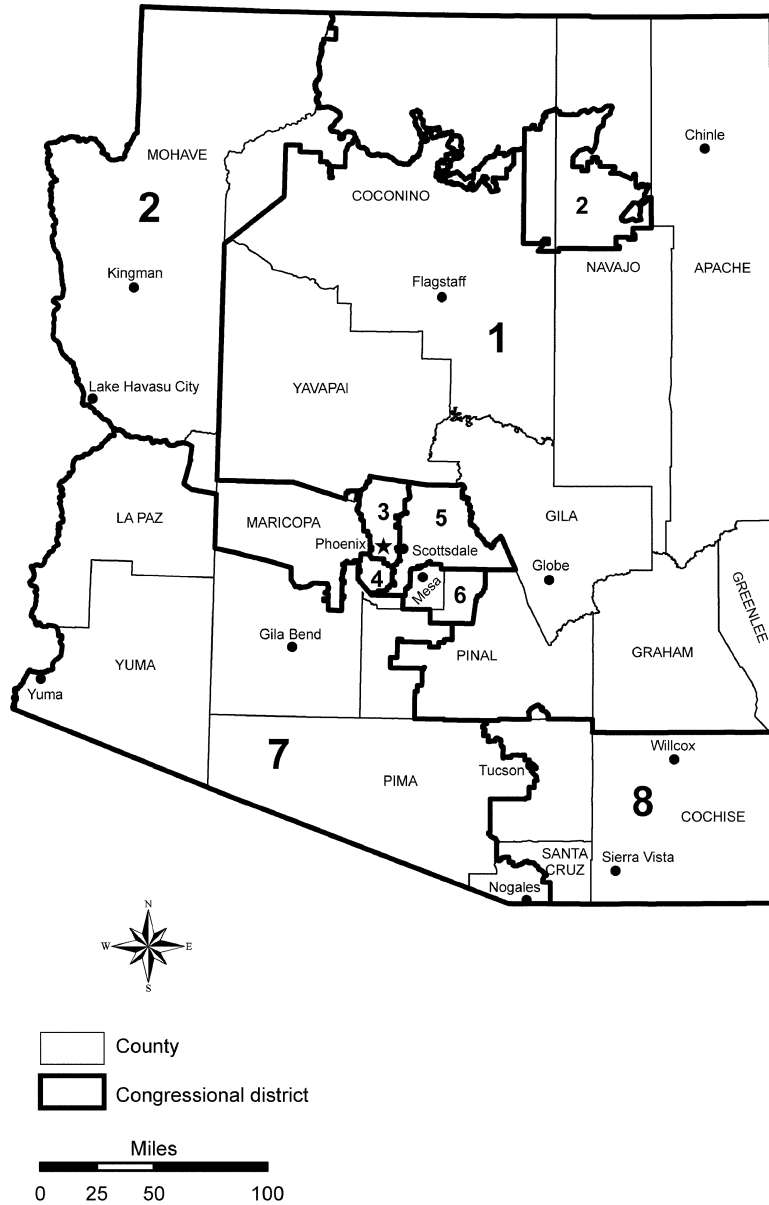 Chinle
MOHAVE
COCONINO
2
2
NAVAJO
APACHE
Kingman
Flagstaff
1
Lake Havasu City
YAVAPAI
LA PAZ
MARICOPA
3
5
GILA
Phoenix
Scottsdale
Globe
4
Mesa
6
GREENLEE
Gila Bend
YUMA
PINAL
GRAHAM
Yuma
7
Willcox
Tucson
PIMA
8
COCHISE
SANTA
CRUZ
Sierra Vista
Nogales
N
W
E
S
County
Congressional district
Miles
0 25 50 100